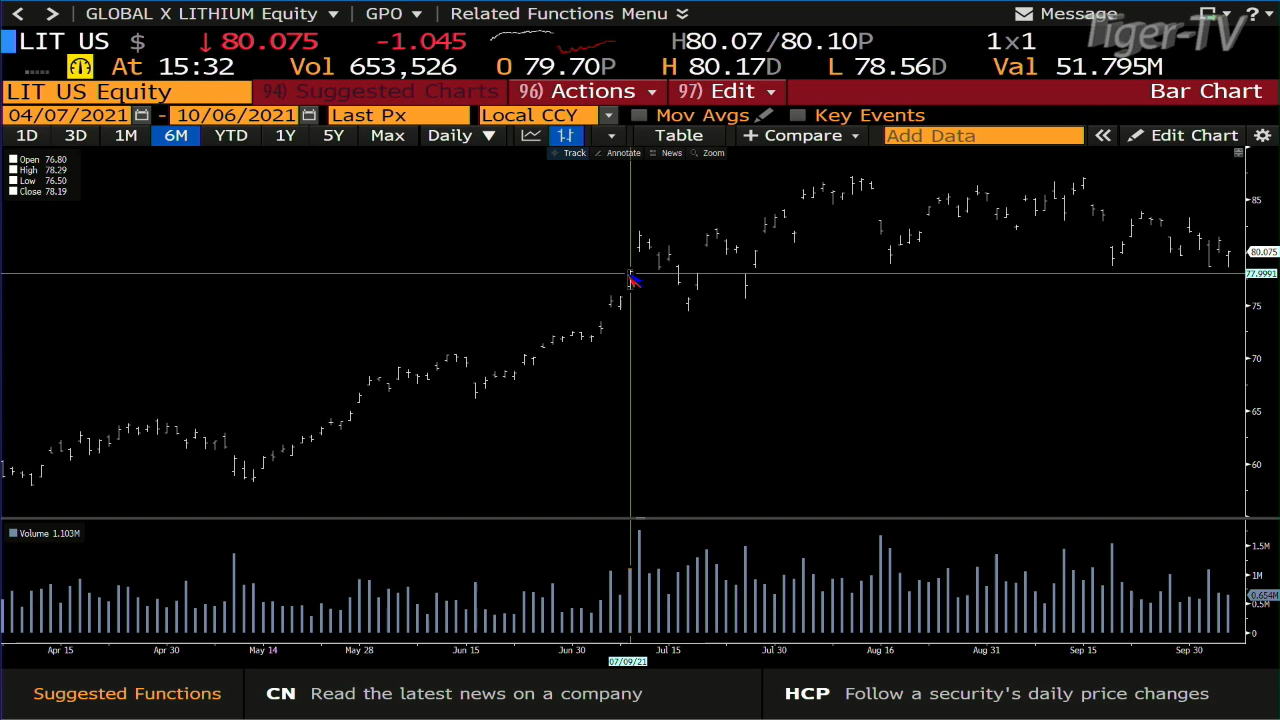 GLOBAL X LITHIUM Equity GPO Related Functions Menu Message ?
LIT US $ ↓80.075 -1.045 H80.07/80.10P 1x1
At 15:32 Vol 653,526 O 79.70P H 80.17D L 78.56D Val 51.795M
Tiger-TV
LIT US Equity 94) Suggested Charts 96) Actions 97) Edit Bar Chart
04/07/2021 - 10/06/2021 Last Px Local CCY Mov Avgs Key Events
1D 3D 1M 6M YTD 1Y 5Y Max Daily ▼ Table + Compare Add Data « Edit Chart
Track Annotate News Zoom
Open 76.80
High 78.29
Low 76.50
Close 78.19
85
80.075
77.9991
75
70
65
60
Volume 1.103M
1.5M
1M
0.654M
0.5M
0
Apr 15 Apr 30 May 14 May 28 Jun 15 Jun 30 Jul 15 Jul 30 Aug 16 Aug 31 Sep 15 Sep 30
07/09/21
Suggested Functions CN Read the latest news on a company HCP Follow a security's daily price changes